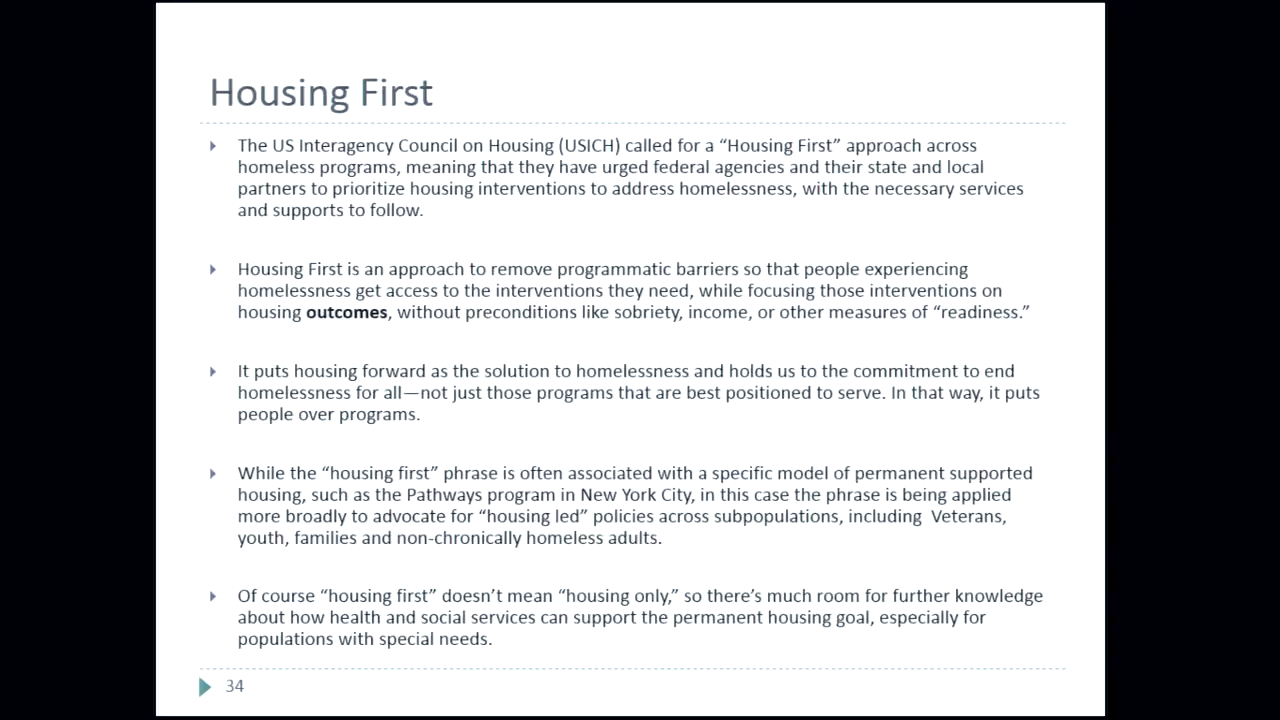 Housing First
The US Interagency Council on Housing (USICH) called for a “Housing First” approach across
homeless programs, meaning that they have urged federal agencies and their state and local
partners to prioritize housing interventions to address homelessness, with the necessary services
and supports to follow.
Housing First is an approach to remove programmatic barriers so that people experiencing
homelessness get access to the interventions they need, while focusing those interventions on
housing outcomes, without preconditions like sobriety, income, or other measures of “readiness.”
It puts housing forward as the solution to homelessness and holds us to the commitment to end
homelessness for all—not just those programs that are best positioned to serve. In that way, it puts
people over programs.
While the “housing first” phrase is often associated with a specific model of permanent supported
housing, such as the Pathways program in New York City, in this case the phrase is being applied
more broadly to advocate for “housing led” policies across subpopulations, including  Veterans,
youth, families and non-chronically homeless adults.
Of course “housing first” doesn’t mean “housing only,” so there’s much room for further knowledge
about how health and social services can support the permanent housing goal, especially for
populations with special needs.
34